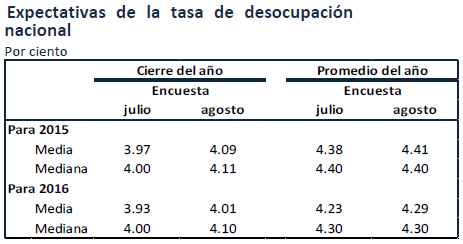 Expectativas de la tasa de desocupación
nacional
Por ciento
Cierre del año Promedio del año
Encuesta Encuesta
julio agosto julio agosto
Para 2015
Media 3.97 4.09 4.38 4.41
Mediana 4.00 4.11 4.40 4.40
Para 2016
Media 3.93 4.01 4.23 4.29
Mediana 4.00 4.10 4.30 4.30